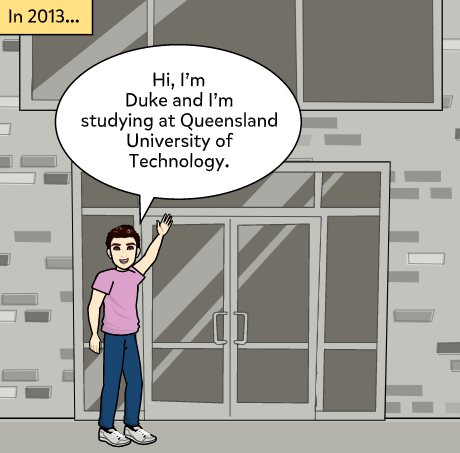 In 2013...
Hi, I'm
Duke and I'm
studying at Queensland
University of
Technology.